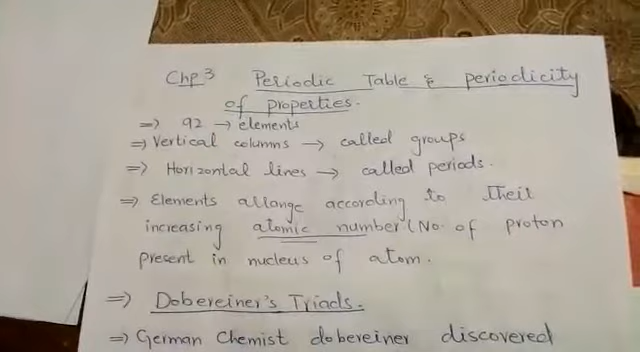 Chp 3 Periodic Table & periodicity
of properties.
⇒ 92 → elements
⇒ Vertical columns → called groups
⇒ Horizontal lines → called periods.
⇒ Elements allange according to their
increasing atomic number (No. of proton
present in nucleus of atom.
⇒ Dobereiner's Triads.
⇒ German Chemist dobereiner discovered